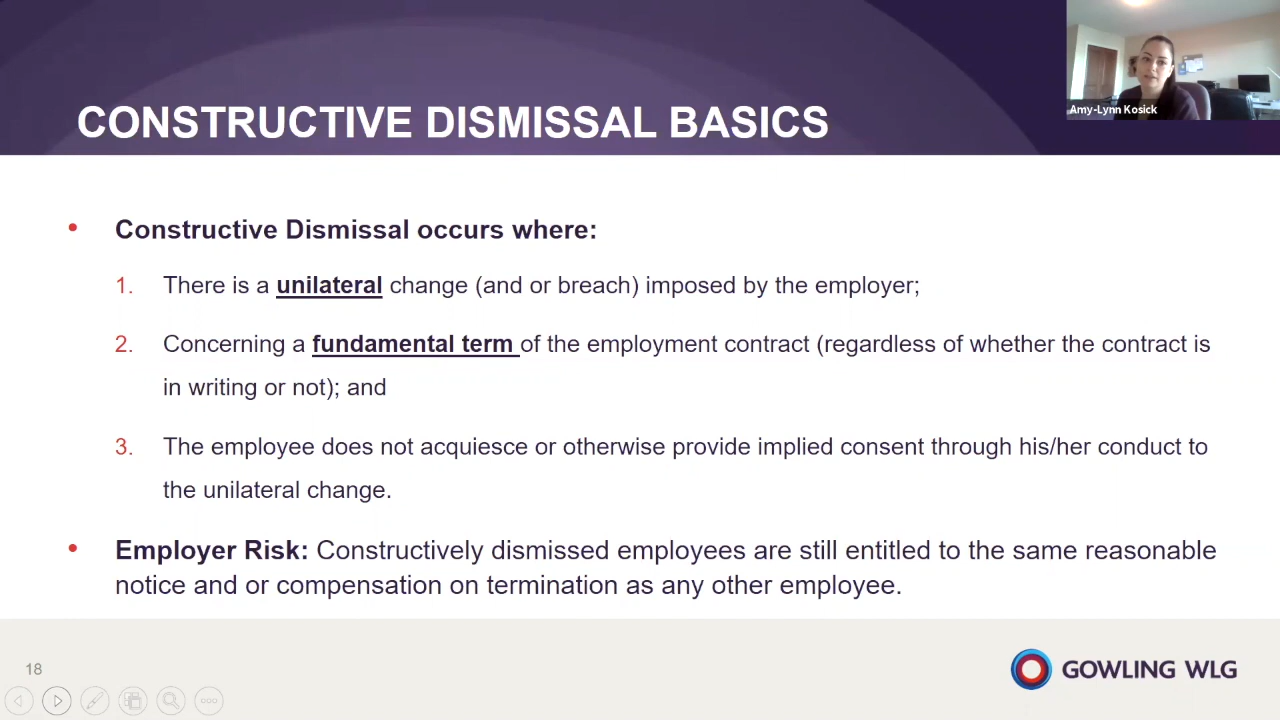 CONSTRUCTIVE DISMISSAL BASICS
Amy-Lynn Kosick
• Constructive Dismissal occurs where:
1. There is a unilateral change (and or breach) imposed by the employer;
2. Concerning a fundamental term of the employment contract (regardless of whether the contract is
in writing or not); and
3. The employee does not acquiesce or otherwise provide implied consent through his/her conduct to
the unilateral change.
• Employer Risk: Constructively dismissed employees are still entitled to the same reasonable
notice and or compensation on termination as any other employee.
18
GOWLING WLG